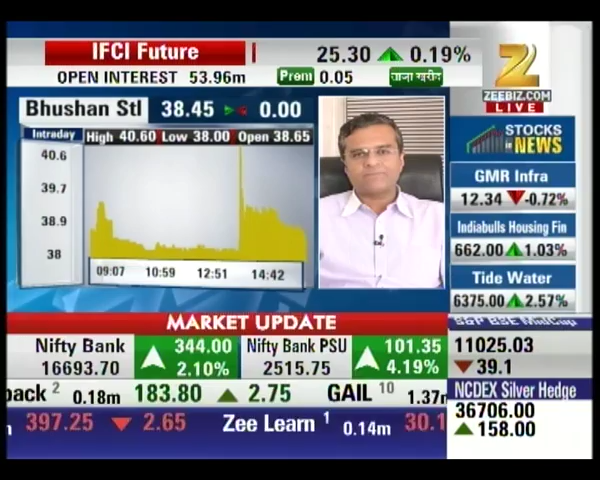 IFCI Future 25.30 0.19%
OPEN INTEREST 53.96m Prem 0.05 ताज़ा खरीद
Z
ZEEBIZ.COM
LIVE
Bhushan Stl 38.45 0.00
Intraday High 40.60 Low 38.00 Open 38.65
40.6
39.7
38.9
38
09:07 10:59 12:51 14:42
STOCKS
in NEWS
GMR Infra
12.34 -0.72%
Indiabulls Housing Fin
662.00 1.03%
Tide Water
6375.00 2.57%
MARKET UPDATE
Nifty Bank 344.00
16693.70 2.10%
Nifty Bank PSU 101.35
2515.75 4.19%
S&P BSE MidCap
11025.03
39.1
NCDEX Silver Hedge
36706.00
158.00
back 2 0.18m 183.80 2.75 GAIL 10 1.37m
m 397.25 2.65 Zee Learn 1 0.14m 30.1